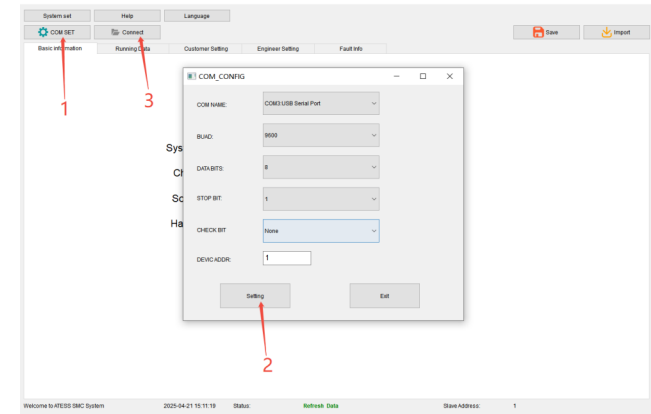 System set Help Language
COM SET Connect Save Import
Basic information Running Data Customer Setting Engineer Setting Fault Info
1
3
COM_CONFIG
COM NAME: COM3:USB Serial Port
BUAD: 9600
Sys
DATABITS: 8
Ch
STOP BIT: 1
So
Ha
CHECK BIT None
DEVIC ADDR: 1
Setting Exit
2
Welcome to ATESS SMC System 2025-04-21 15:11:19 Status: Refresh Data Slave Address: 1